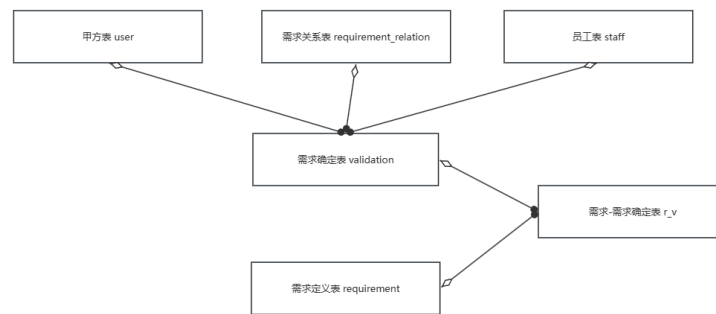 甲方表 user
需求关系表 requirement_relation
员工表 staff
需求确定表 validation
需求-需求确定表 r_v
需求定义表 requirement